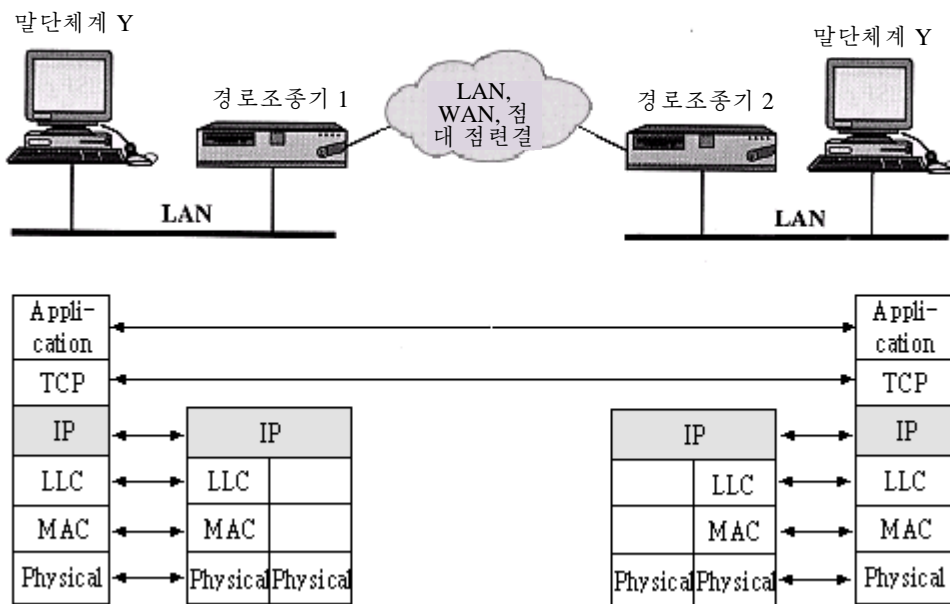 말단체계 Y
말단체계 Y
경로조종기 1
LAN,
WAN, 점
대 점련결
경로조종기 2
LAN
LAN
Appli-
cation
Appli-
cation
TCP
TCP
IP
IP
IP
IP
LLC
LLC
LLC
LLC
MAC
MAC
MAC
MAC
Physical
Physical
Physical
Physical
Physical
Physical